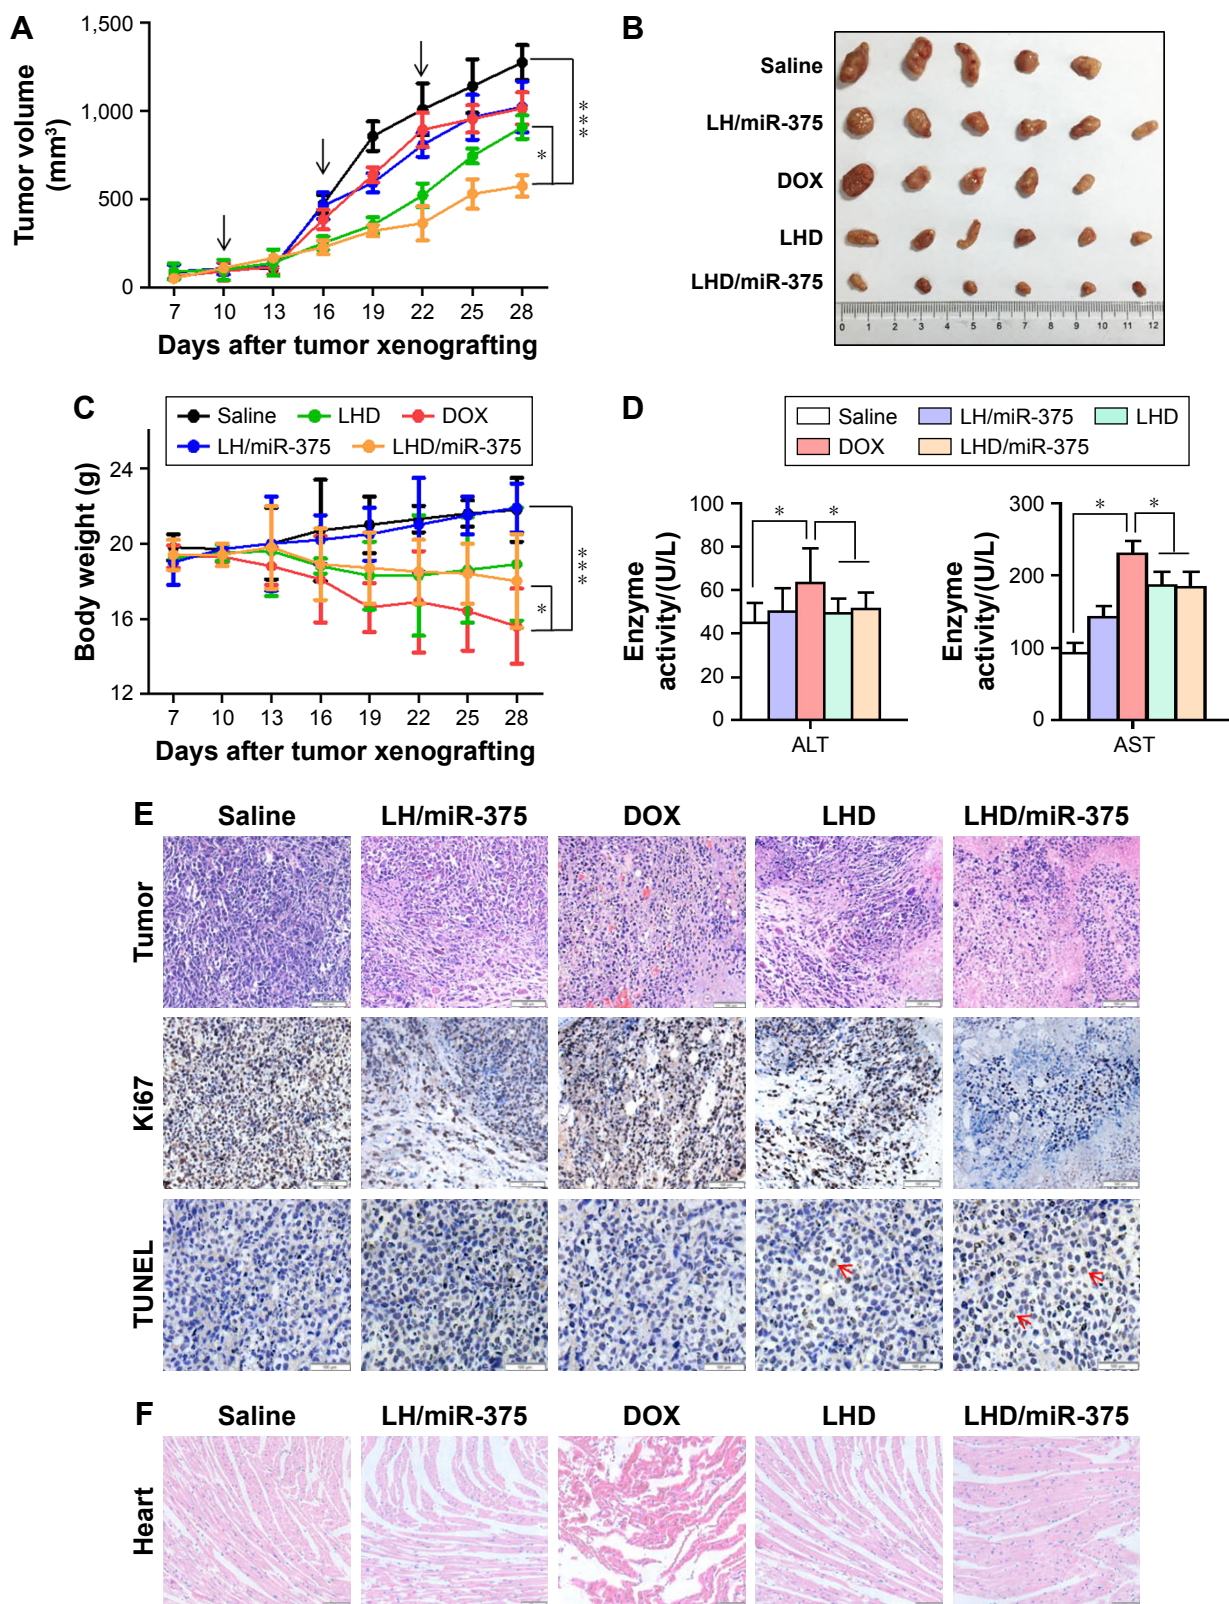 A
1,500
1,000
500
0
Tumor volume
(mm³)
***
*
7 10 13 16 19 22 25 28
Days after tumor xenografting
B
Saline
LH/miR-375
DOX
LHD
LHD/miR-375
0 1 2 3 4 5 6 7 8 9 10 11 12
C
Saline LHD DOX
LH/miR-375 LHD/miR-375
24
20
16
12
Body weight (g)
***
*
7 10 13 16 19 22 25 28
Days after tumor xenografting
D
Saline LH/miR-375 LHD
DOX LHD/miR-375
Enzyme
activity/(U/L)
100
80
60
40
20
0
* *
ALT
Enzyme
activity/(U/L)
300
200
100
0
* *
AST
E
Saline LH/miR-375 DOX LHD LHD/miR-375
Tumor
Ki67
TUNEL
F
Saline LH/miR-375 DOX LHD LHD/miR-375
Heart